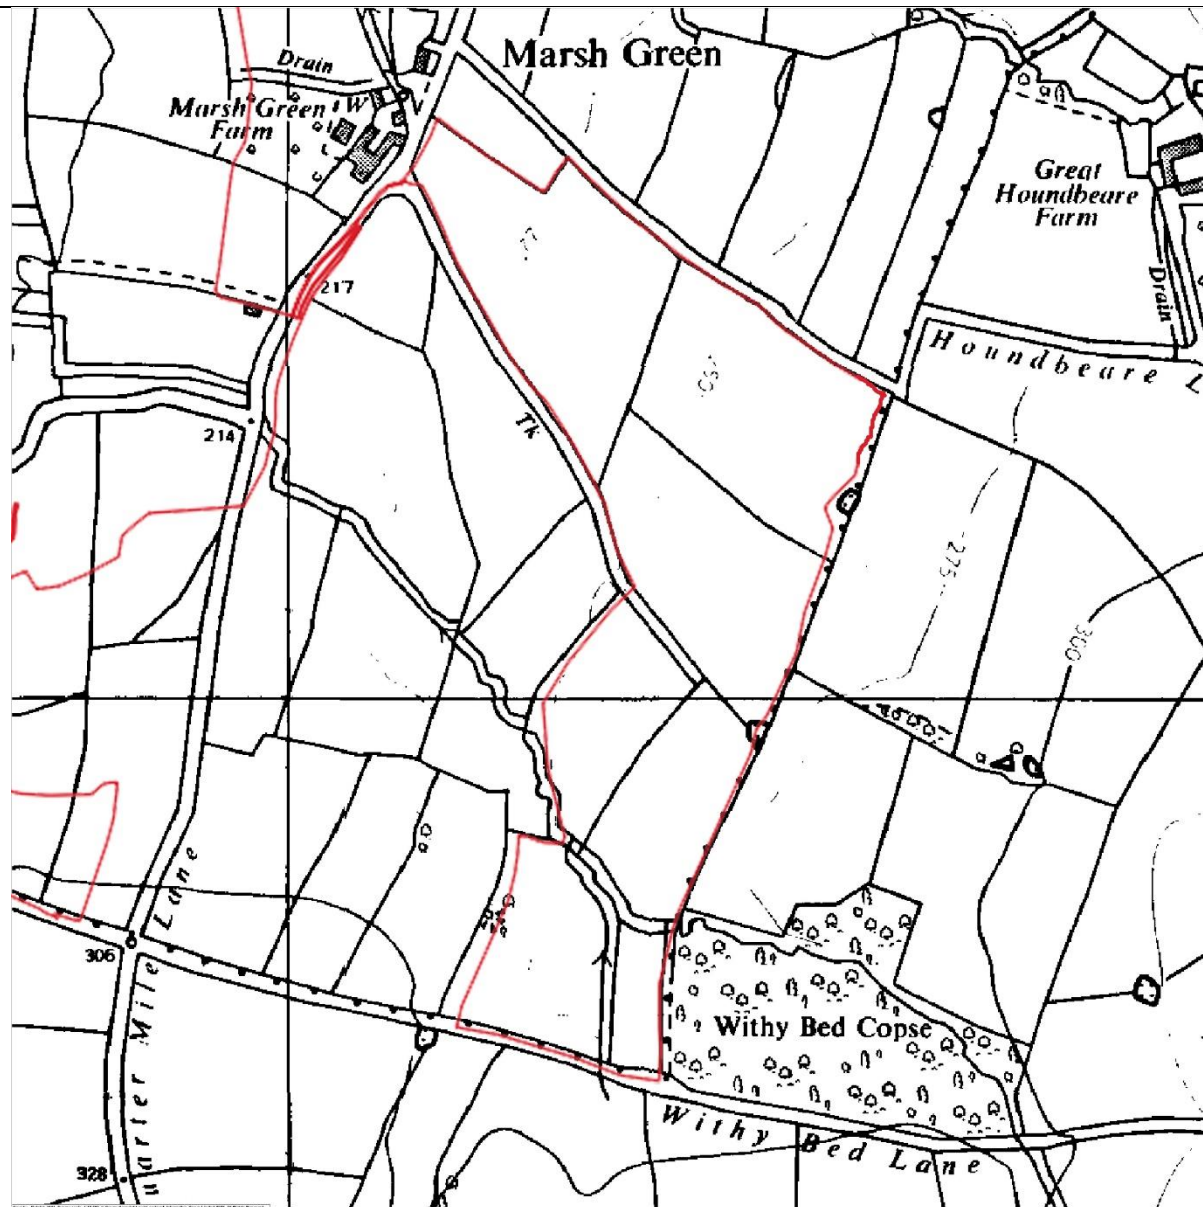 Marsh Green
Drain
Marsh Green
Farm
W
Great
Houndbeare
Farm
Drain
217
Houndbeare L
214
Tk
275
300
Lane
306
uarter Mile
Withy Bed Copse
Withy Bed Lane
328